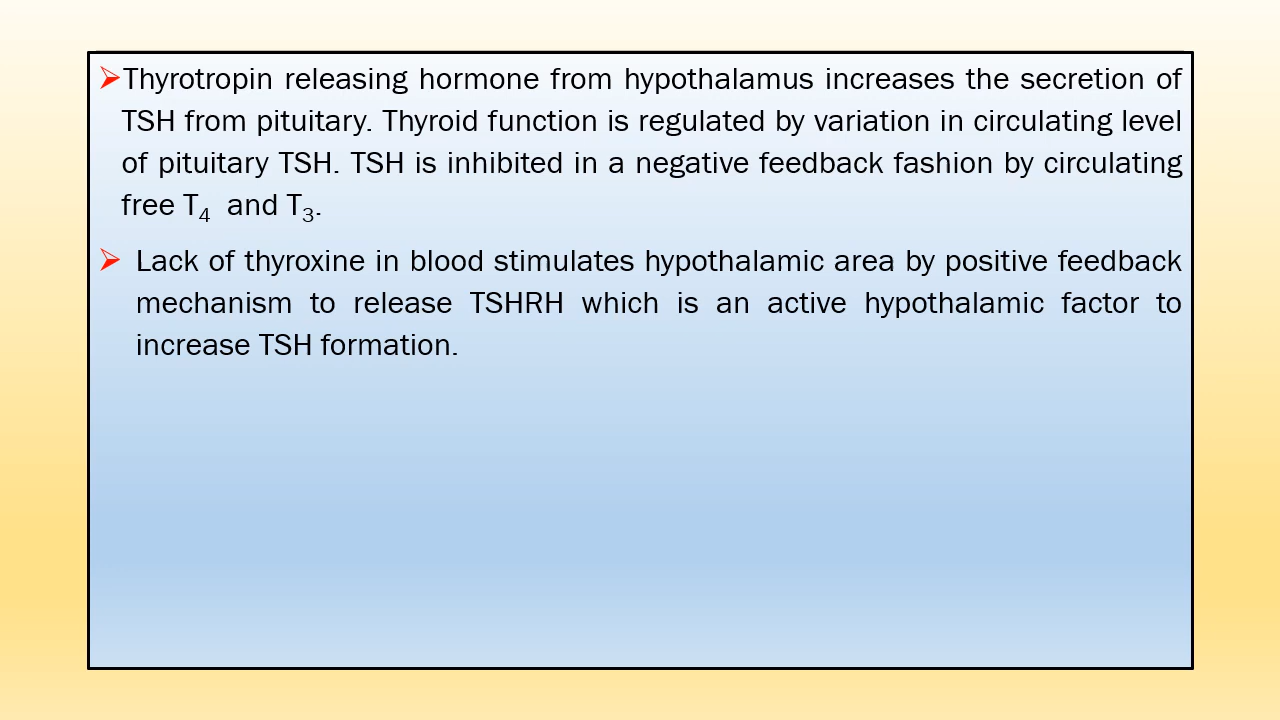 ➢Thyrotropin releasing hormone from hypothalamus increases the secretion of
TSH from pituitary. Thyroid function is regulated by variation in circulating level
of pituitary TSH. TSH is inhibited in a negative feedback fashion by circulating
free T₄ and T₃.
➢ Lack of thyroxine in blood stimulates hypothalamic area by positive feedback
mechanism to release TSHRH which is an active hypothalamic factor to
increase TSH formation.